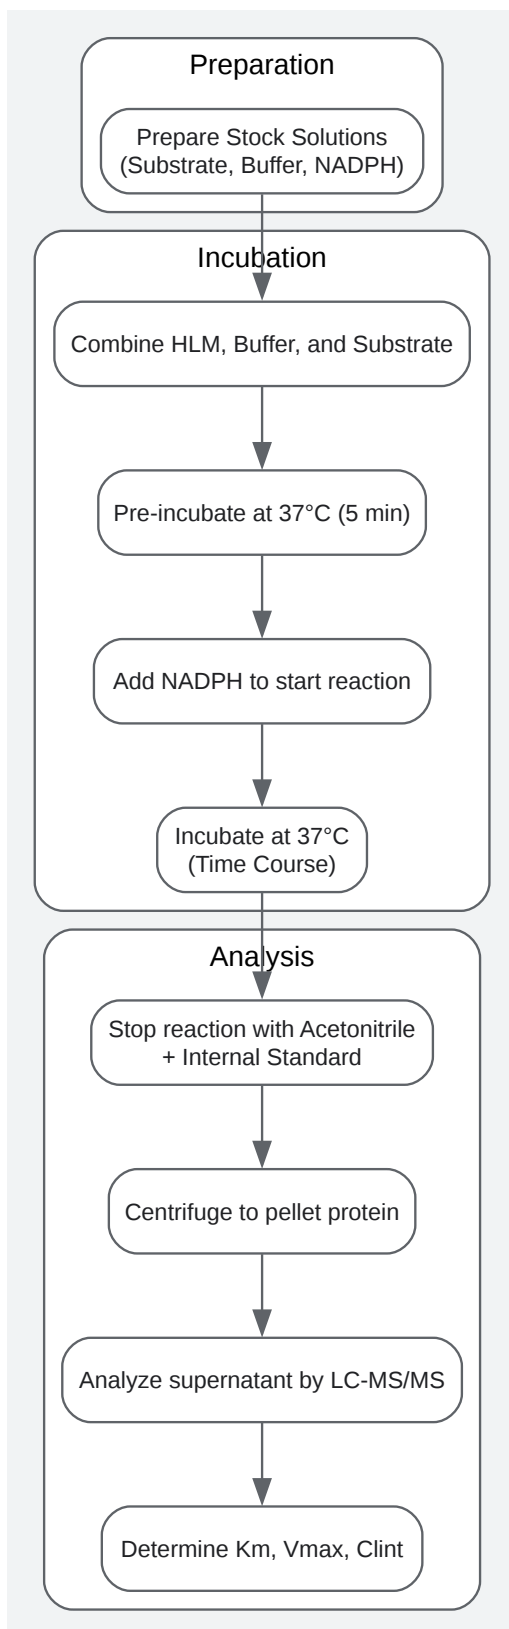 Preparation
Prepare Stock Solutions
(Substrate, Buffer, NADPH)
Incubation
Combine HLM, Buffer, and Substrate
Pre-incubate at 37°C (5 min)
Add NADPH to start reaction
Incubate at 37°C
(Time Course)
Analysis
Stop reaction with Acetonitrile
+ Internal Standard
Centrifuge to pellet protein
Analyze supernatant by LC-MS/MS
Determine Km, Vmax, Clint